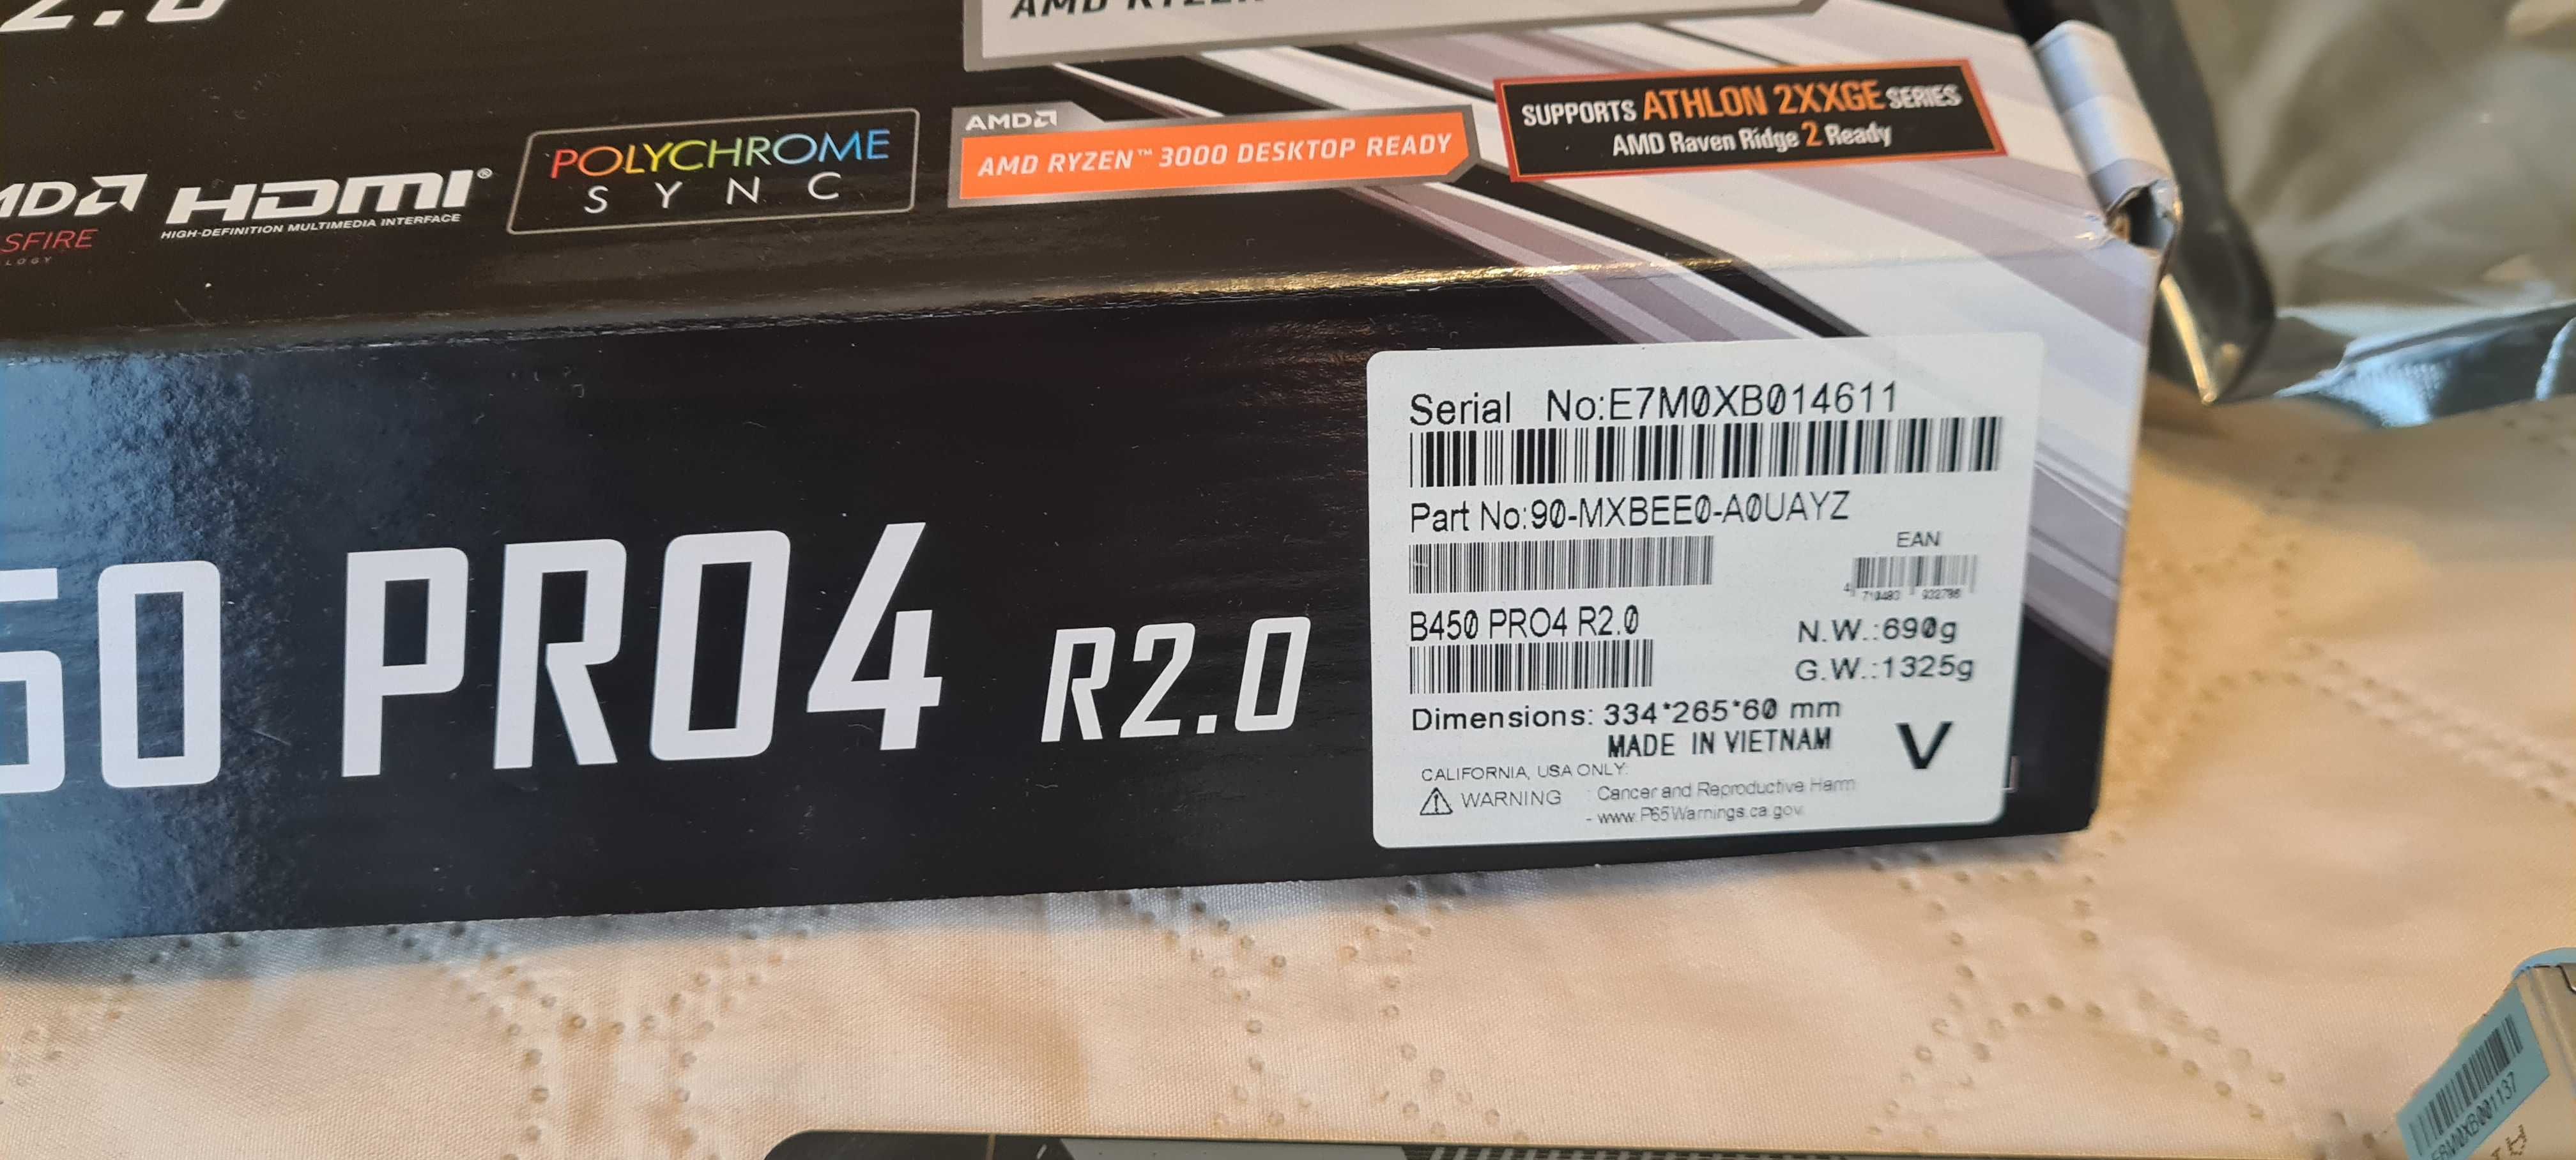 AMD
SUPPORTS ATHLON 2XXGE SERIES
AMD Raven Ridge 2 Ready
AMD
AMD RYZEN™ 3000 DESKTOP READY
POLYCHROME
SYNC
HDMI®
HIGH-DEFINITION MULTIMEDIA INTERFACE
PRO4 R2.0
Serial No:E7M0XB014611
Part No:90-MXBEE0-A0UAYZ
EAN
B450 PRO4 R2.0
N.W.:690g
G.W.:1325g
Dimensions: 334*265*60 mm
MADE IN VIETNAM
V
CALIFORNIA, USA ONLY:
WARNING : Cancer and Reproductive Harm
- www.P65Warnings.ca.gov